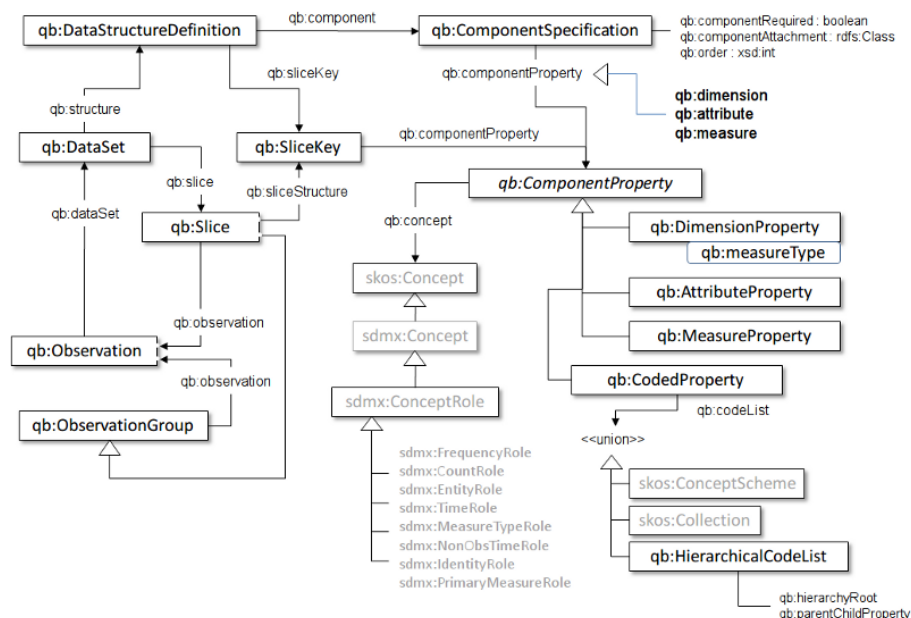 qb:component
qb:DataStructureDefinition
qb:ComponentSpecification
qb:componentRequired : boolean
qb:componentAttachment : rdfs:Class
qb:order : xsd:int
qb:sliceKey
qb:componentProperty
qb:structure
qb:dimension
qb:attribute
qb:measure
qb:DataSet
qb:SliceKey
qb:componentProperty
qb:slice
qb:sliceStructure
qb:ComponentProperty
qb:dataSet
qb:Slice
qb:concept
qb:DimensionProperty
qb:measureType
skos:Concept
qb:AttributeProperty
qb:observation
sdmx:Concept
qb:MeasureProperty
qb:Observation
qb:observation
qb:CodedProperty
sdmx:ConceptRole
qb:codeList
qb:ObservationGroup
<<union>>
sdmx:FrequencyRole
sdmx:CountRole
sdmx:EntityRole
sdmx:TimeRole
sdmx:MeasureTypeRole
sdmx:NonObsTimeRole
sdmx:IdentityRole
sdmx:PrimaryMeasureRole
skos:ConceptScheme
skos:Collection
qb:HierarchicalCodeList
qb:hierarchyRoot
qb:parentChildProperty